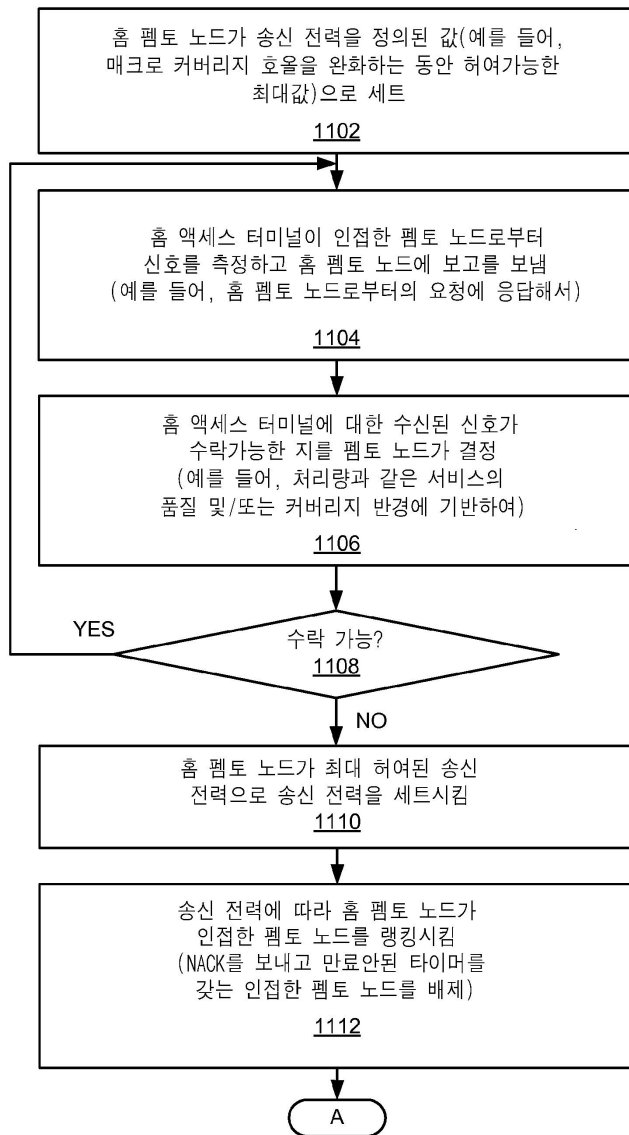 홈 펨토 노드가 송신 전력을 정의된 값(예를 들어,
매크로 커버리지 호올을 완화하는 동안 허여가능한
최대값)으로 세트
1102
홈 액세스 터미널이 인접한 펨토 노드로부터
신호를 측정하고 홈 펨토 노드에 보고를 보냄
(예를 들어, 홈 펨토 노드로부터의 요청에 응답해서)
1104
홈 액세스 터미널에 대한 수신된 신호가
수락가능한 지를 펨토 노드가 결정
(예를 들어, 처리량과 같은 서비스의
품질 및/또는 커버리지 반경에 기반하여)
1106
YES
수락 가능?
1108
NO
홈 펨토 노드가 최대 허여된 송신
전력으로 송신 전력을 세트시킴
1110
송신 전력에 따라 홈 펨토 노드가
인접한 펨토 노드를 랭킹시킴
(NACK를 보내고 만료안된 타이머를
갖는 인접한 펨토 노드를 배제)
1112
A